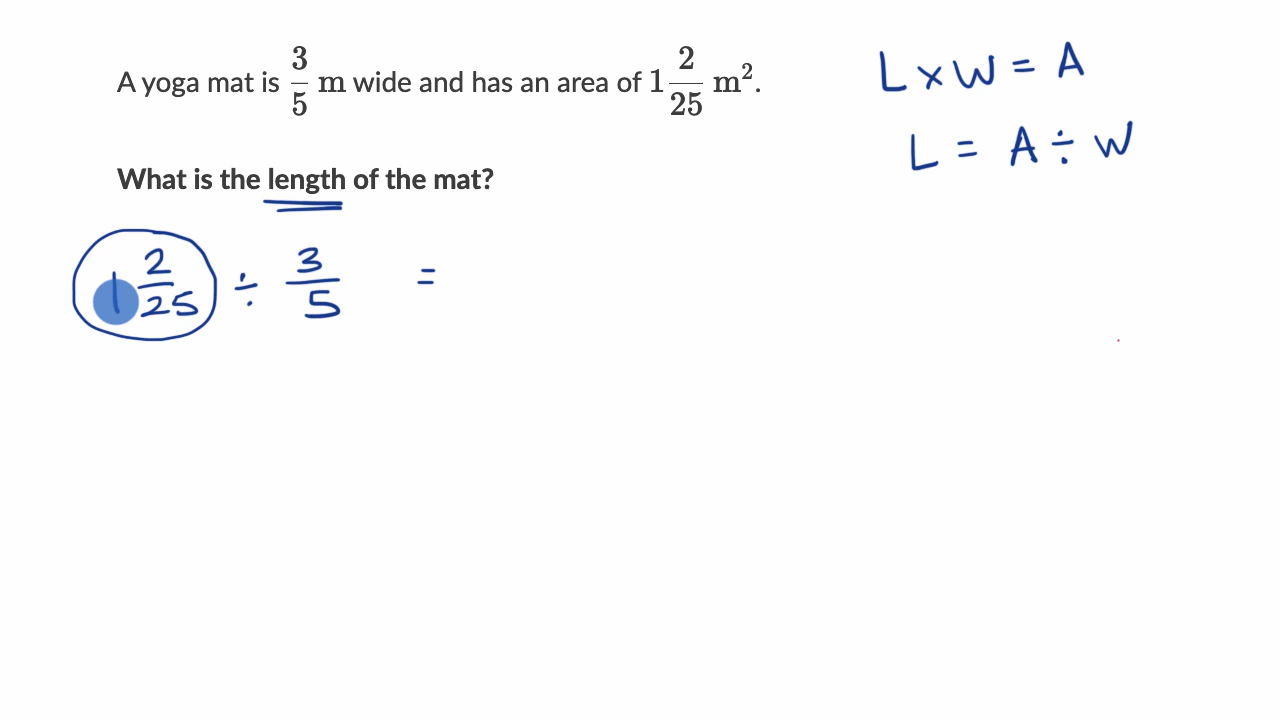 A yoga mat is 3/5 m wide and has an area of 1 2/25 m².
L × W = A
L = A ÷ W
What is the length of the mat?
1 2/25 ÷ 3/5 =